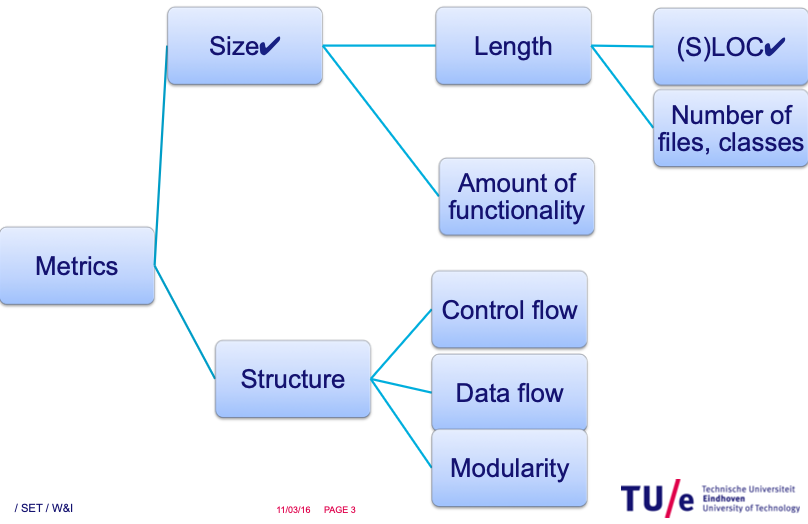 Size✔
Length
(S)LOC✔
Number of
files, classes
Amount of
functionality
Metrics
Control flow
Structure
Data flow
Modularity
/ SET / W&I
11/03/16 PAGE 3
TU/e
Technische Universiteit
Eindhoven
University of Technology